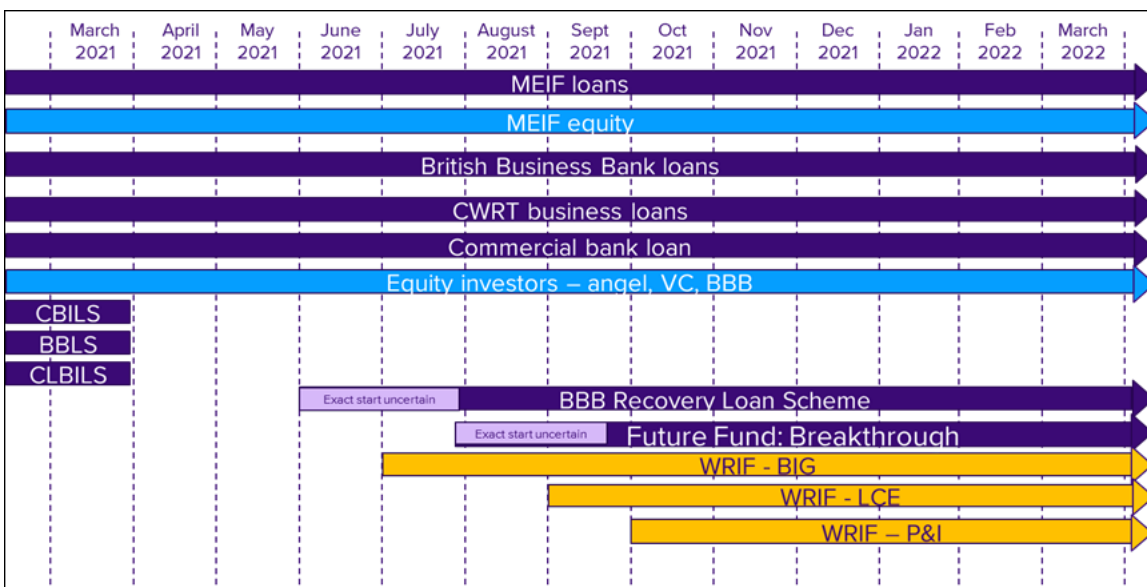 March April May June July August Sept Oct Nov Dec Jan Feb March
2021 2021 2021 2021 2021 2021 2021 2021 2021 2021 2022 2022 2022
MEIF loans
MEIF equity
British Business Bank loans
CWRT business loans
Commercial bank loan
Equity investors – angel, VC, BBB
CBILS
BBLS
CLBILS
Exact start uncertain BBB Recovery Loan Scheme
Exact start uncertain Future Fund: Breakthrough
WRIF - BIG
WRIF - LCE
WRIF – P&I